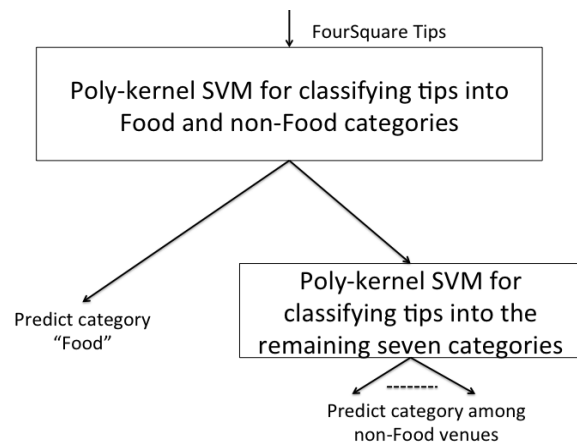 FourSquare Tips
Poly-kernel SVM for classifying tips into
Food and non-Food categories
Predict category
“Food”
Poly-kernel SVM for
classifying tips into the
remaining seven categories
Predict category among
non-Food venues